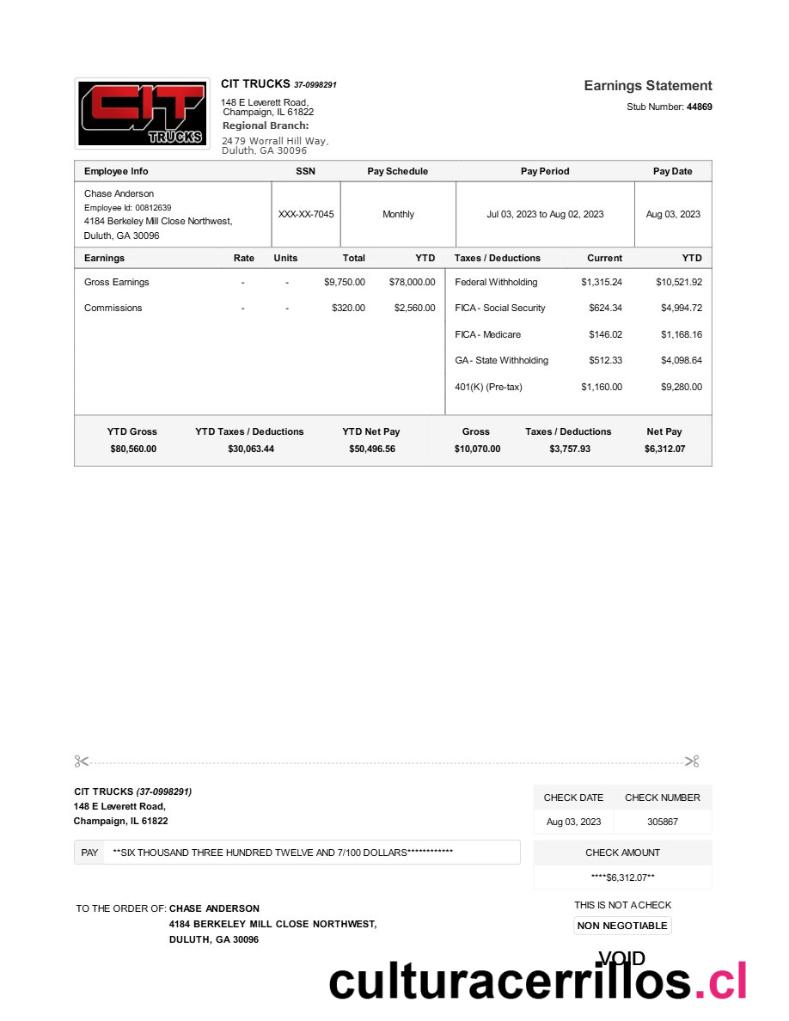 CIT
TRUCKS
CIT TRUCKS 37-0998291
148 E Leverett Road,
Champaign, IL 61822
Regional Branch:
2479 Worrall Hill Way,
Duluth, GA 30096
Earnings Statement
Stub Number: 44869
Employee Info SSN Pay Schedule Pay Period Pay Date
Chase Anderson
Employee Id: 00812639
4184 Berkeley Mill Close Northwest,
Duluth, GA 30096
XXX-XX-7045 Monthly Jul 03, 2023 to Aug 02, 2023 Aug 03, 2023
Earnings Rate Units Total YTD Taxes / Deductions Current YTD
Gross Earnings - - $9,750.00 $78,000.00 Federal Withholding $1,315.24 $10,521.92
Commissions - - $320.00 $2,560.00 FICA - Social Security $624.34 $4,994.72
FICA - Medicare $146.02 $1,168.16
GA - State Withholding $512.33 $4,098.64
401(K) (Pre-tax) $1,160.00 $9,280.00
YTD Gross YTD Taxes / Deductions YTD Net Pay Gross Taxes / Deductions Net Pay
$80,560.00 $30,063.44 $50,496.56 $10,070.00 $3,757.93 $6,312.07
CIT TRUCKS (37-0998291)
148 E Leverett Road,
Champaign, IL 61822
CHECK DATE CHECK NUMBER
Aug 03, 2023 305867
PAY **SIX THOUSAND THREE HUNDRED TWELVE AND 7/100 DOLLARS************
CHECK AMOUNT
****$6,312.07**
TO THE ORDER OF: CHASE ANDERSON
4184 BERKELEY MILL CLOSE NORTHWEST,
DULUTH, GA 30096
THIS IS NOT A CHECK
NON NEGOTIABLE
VOID
culturacerrillos.cl